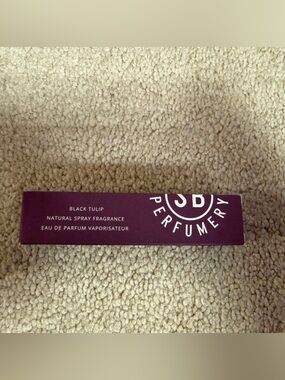 BLACK TULIP
NATURAL SPRAY FRAGRANCE
EAU DE PARFUM VAPORISATEUR
SB
PERFUMERY